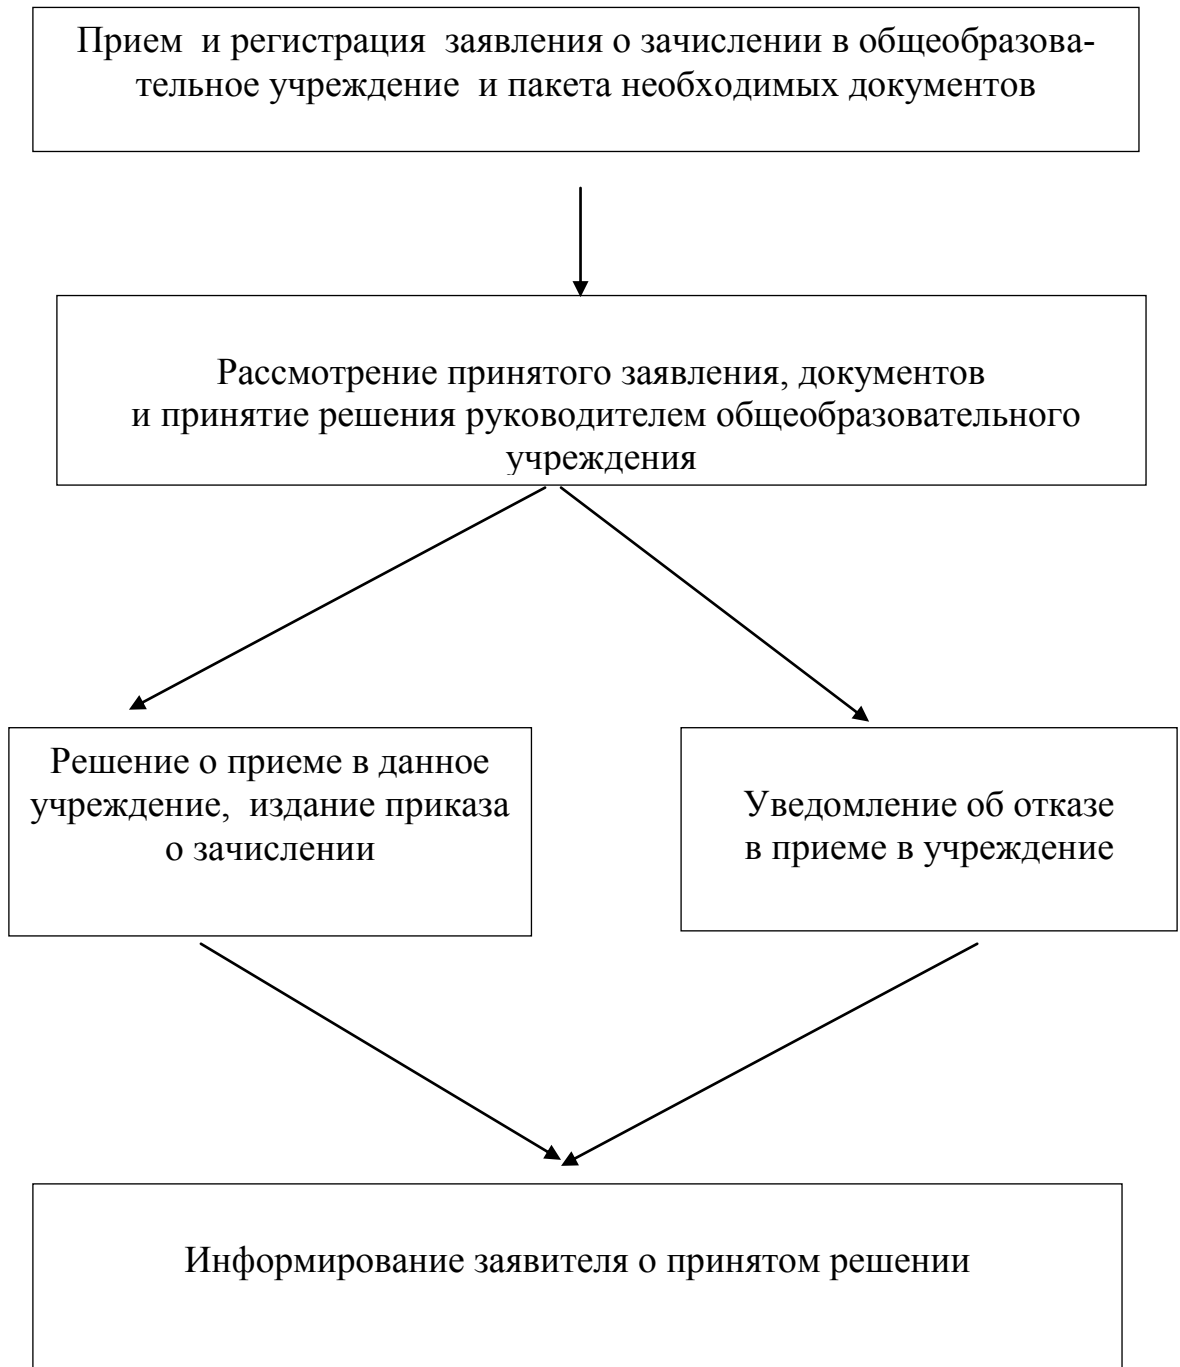 Прием и регистрация заявления о зачислении в общеобразова-
тельное учреждение и пакета необходимых документов
Рассмотрение принятого заявления, документов
и принятие решения руководителем общеобразовательного
учреждения
Решение о приеме в данное
учреждение, издание приказа
о зачислении
Уведомление об отказе
в приеме в учреждение
Информирование заявителя о принятом решении